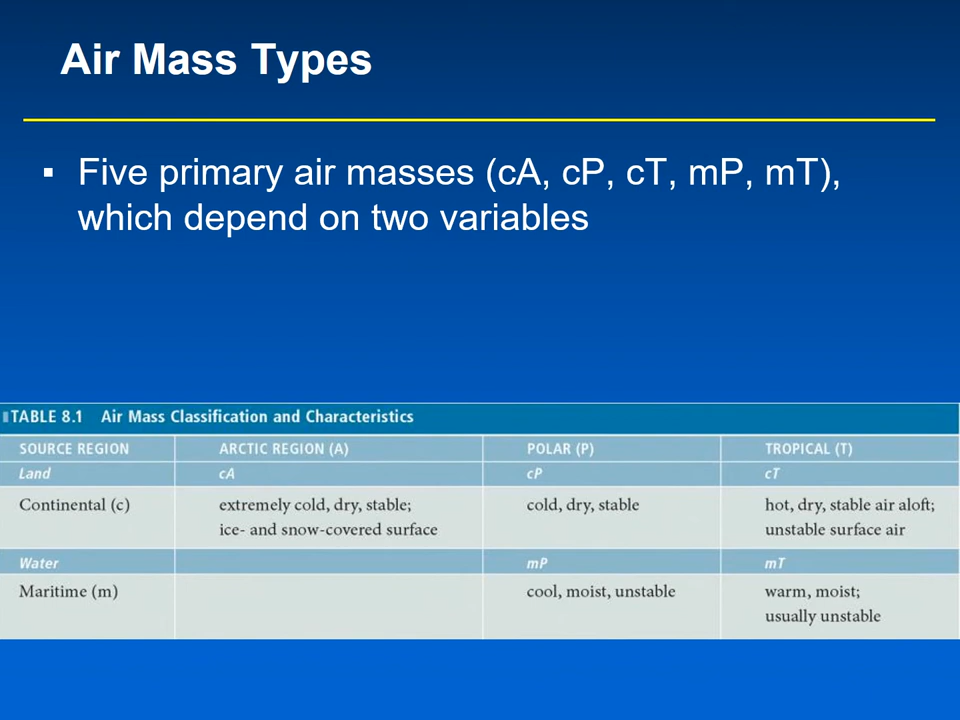 Air Mass Types
▪ Five primary air masses (cA, cP, cT, mP, mT),
which depend on two variables
TABLE 8.1 Air Mass Classification and Characteristics
SOURCE REGION ARCTIC REGION (A) POLAR (P) TROPICAL (T)
Land cA cP cT
Continental (c) extremely cold, dry, stable; cold, dry, stable hot, dry, stable air aloft;
ice- and snow-covered surface unstable surface air
Water mP mT
Maritime (m) cool, moist, unstable warm, moist;
usually unstable